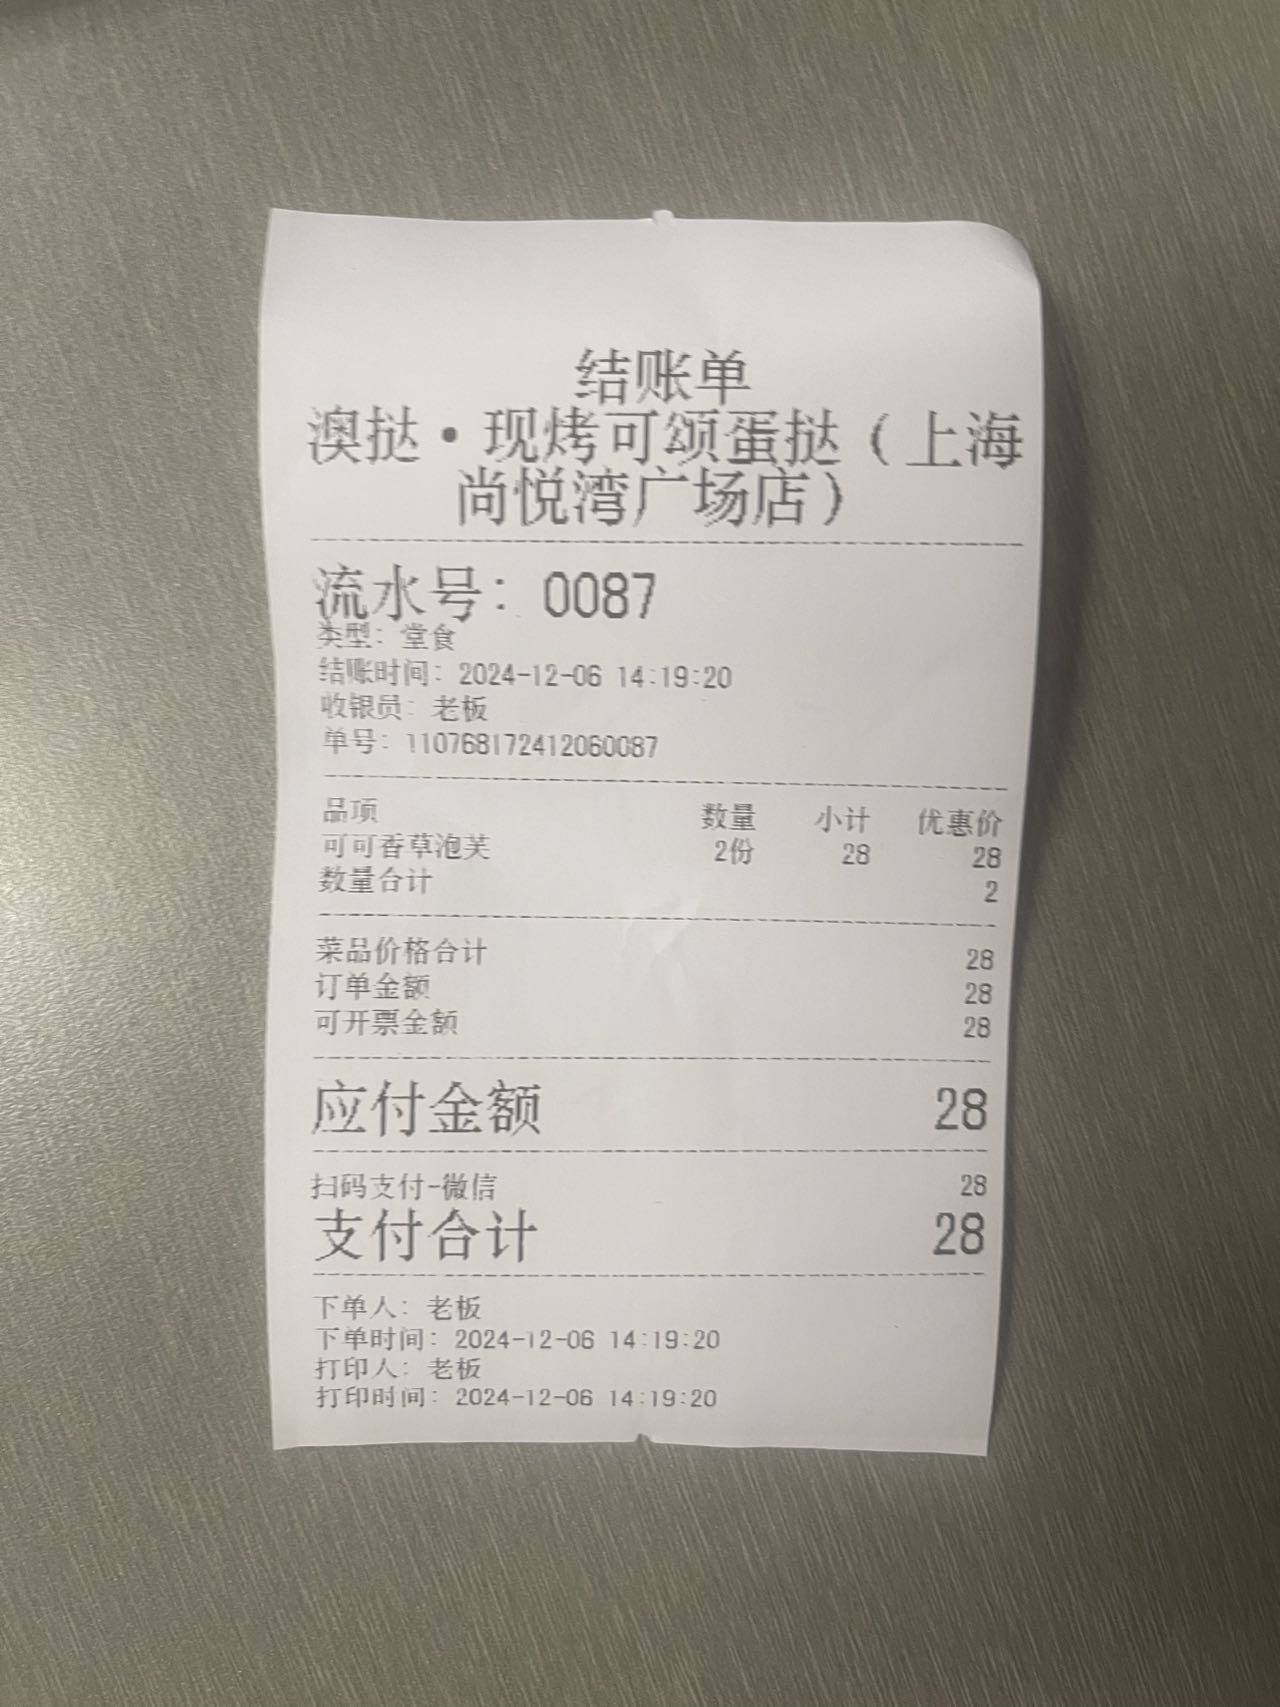 结账单
澳挞·现烤可颂蛋挞（上海
尚悦湾广场店）
流水号：0087
类型：堂食
结账时间：2024-12-06 14:19:20
收银员：老板
单号：110768172412060087
品项 数量 小计 优惠价
可可香草泡芙 2份 28 28
数量合计 2
菜品价格合计 28
订单金额 28
可开票金额 28
应付金额 28
扫码支付-微信 28
支付合计 28
下单人：老板
下单时间：2024-12-06 14:19:20
打印人：老板
打印时间：2024-12-06 14:19:20